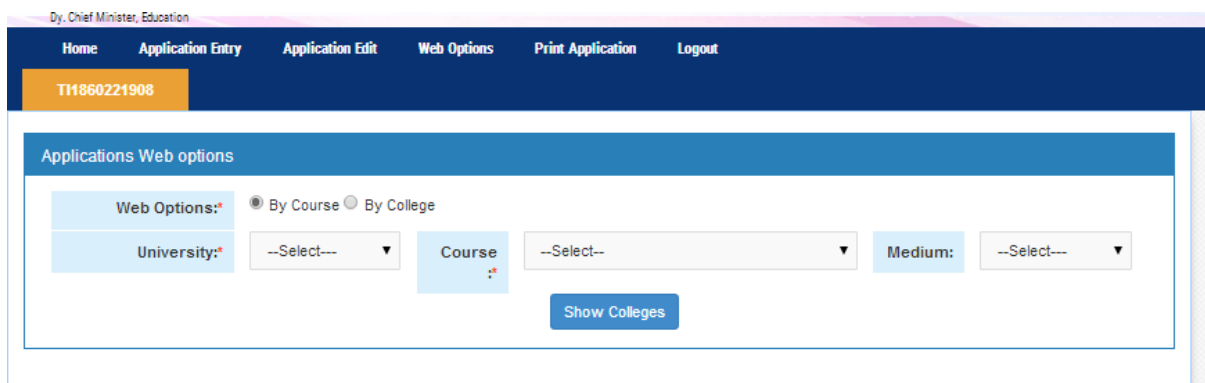 Dy. Chief Minister, Education
Home Application Entry Application Edit Web Options Print Application Logout
TI1860221908
Applications Web options
Web Options:* By Course By College
University:* --Select--- Course :* --Select-- Medium: --Select---
Show Colleges